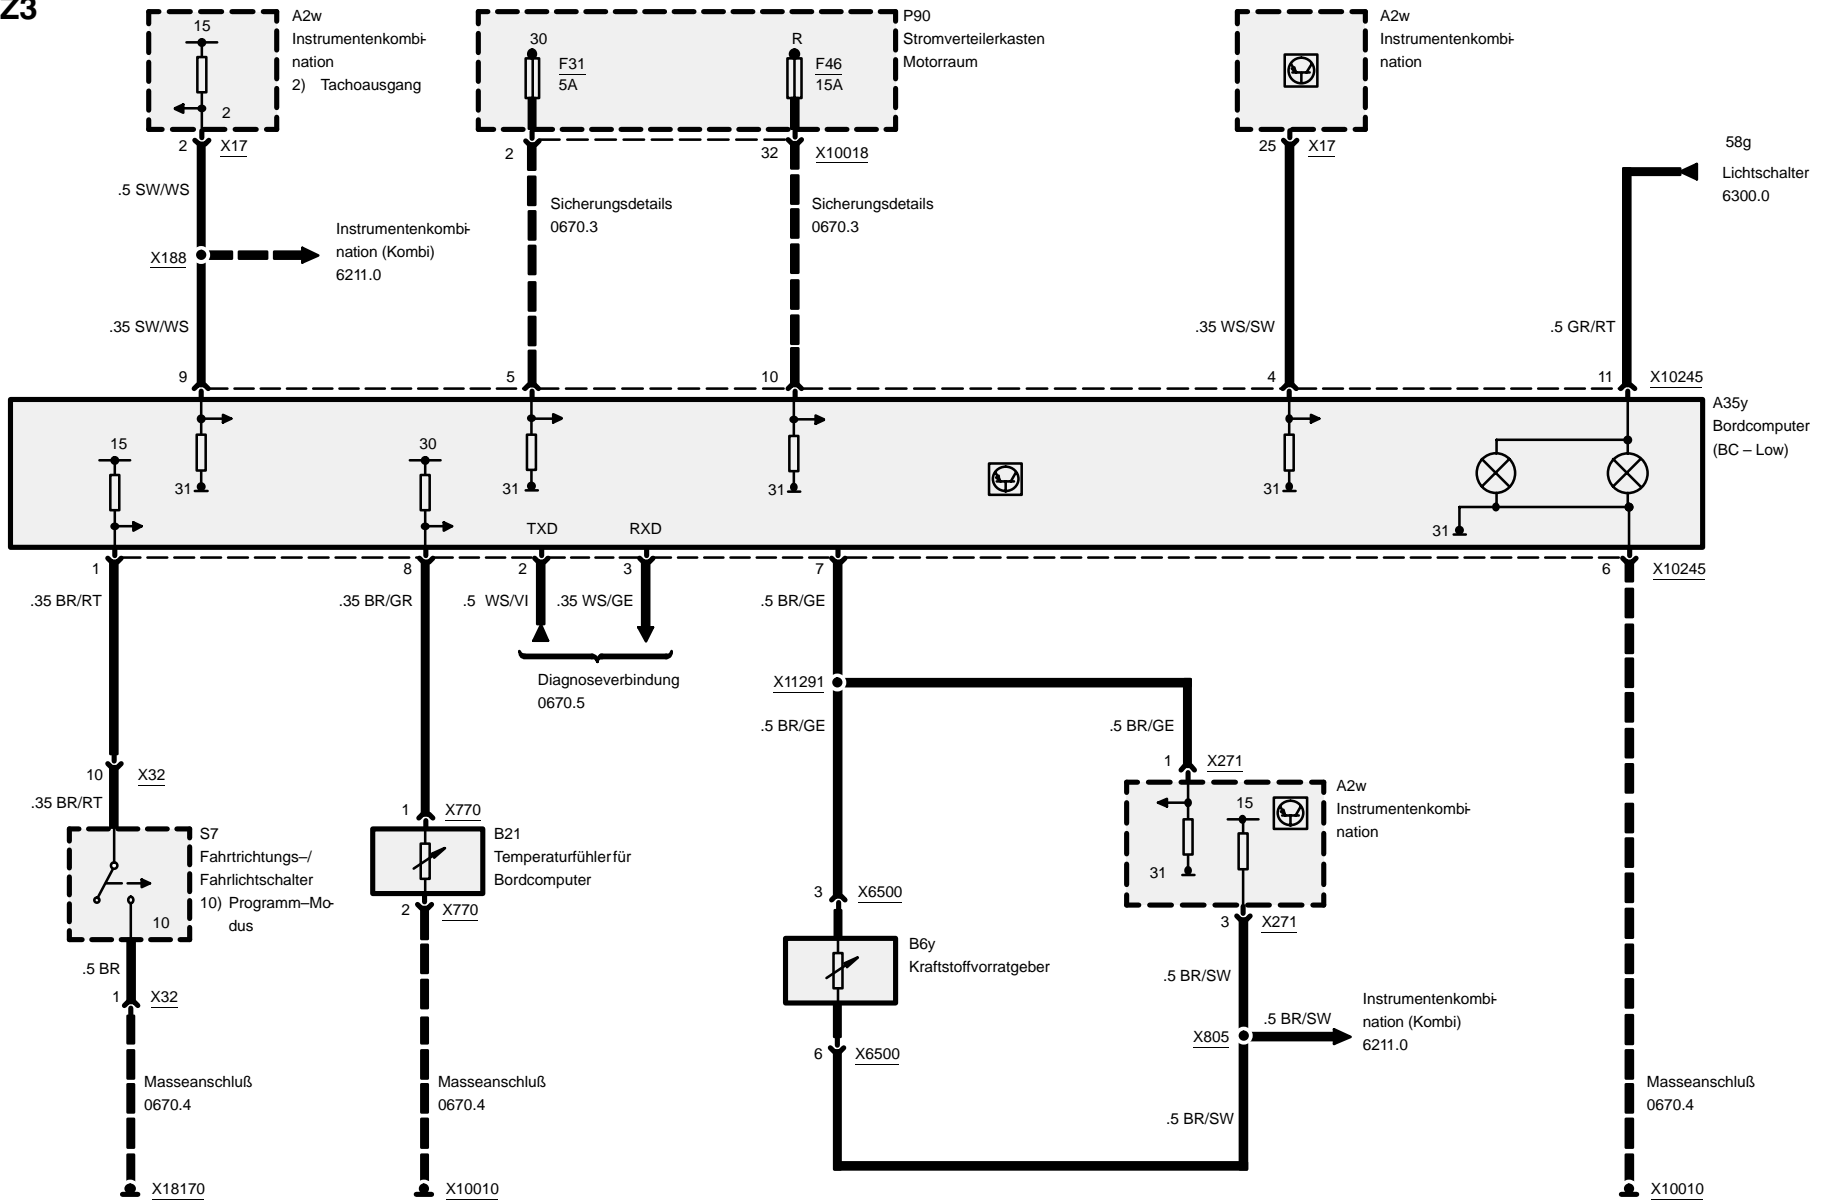 Z3
15
2
A2w
Instrumentenkombi-
nation
2) Tachoausgang
30
F31
5A
R
F46
15A
P90
Stromverteilerkasten
Motorraum
A2w
Instrumentenkombi-
nation
2
X17
2
32
X10018
25
X17
58g
Lichtschalter
6300.0
.5 SW/WS
Sicherungsdetails
0670.3
Sicherungsdetails
0670.3
X188
Instrumentenkombi-
nation (Kombi)
6211.0
.35 SW/WS
.35 WS/SW
.5 GR/RT
9
5
10
4
11
X10245
A35y
Bordcomputer
(BC – Low)
15
31
30
31
31
31
31
TXD
RXD
1
8
2
3
7
6
X10245
.35 BR/RT
.35 BR/GR
.5 WS/VI
.35 WS/GE
.5 BR/GE
Diagnoseverbindung
0670.5
X11291
.5 BR/GE
.5 BR/GE
10
X32
.35 BR/RT
1
X770
1
X271
S7
Fahrtrichtungs–/
Fahrlichtschalter
10) Programm–Mo-
dus
10
B21
Temperaturfühler für
Bordcomputer
2
X770
A2w
Instrumentenkombi-
nation
15
31
3
X271
3
X6500
B6y
Kraftstoffvorratgeber
6
X6500
.5 BR
1
X32
.5 BR/SW
X805
.5 BR/SW
Instrumentenkombi-
nation (Kombi)
6211.0
.5 BR/SW
Masseanschluß
0670.4
Masseanschluß
0670.4
Masseanschluß
0670.4
X18170
X10010
X10010